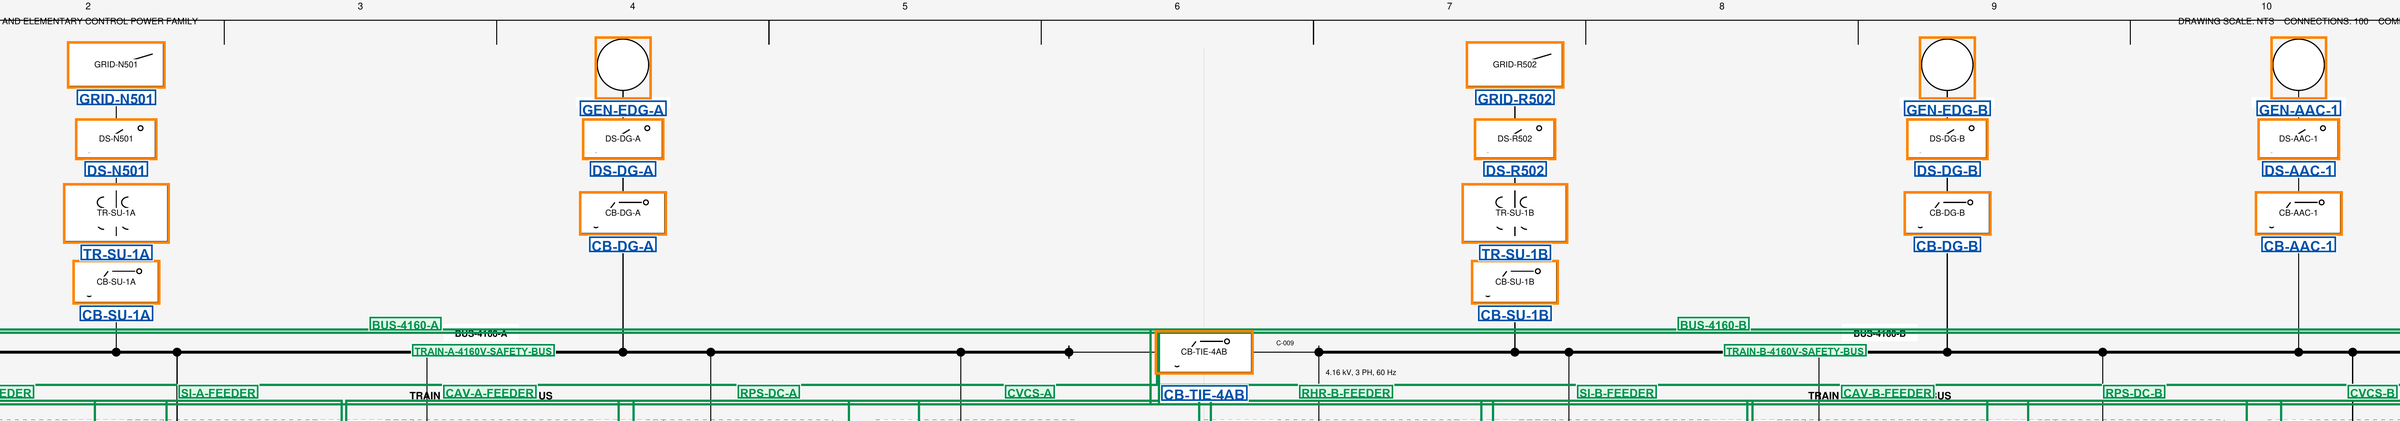 2 3 4 5 6 7 8 9 10
AND ELEMENTARY CONTROL POWER FAMILY
DRAWING SCALE: NTS CONNECTIONS: 100
GRID-N501
GRID-R502
GRID-N501 GEN-EDG-A GRID-R502 GEN-EDG-B GEN-AAC-1
DS-N501 DS-DG-A DS-R502 DS-DG-B DS-AAC-1
DS-N501 DS-DG-A DS-R502 DS-DG-B DS-AAC-1
TR-SU-1A CB-DG-A TR-SU-1B CB-DG-B CB-AAC-1
TR-SU-1A CB-DG-A TR-SU-1B CB-DG-B CB-AAC-1
CB-SU-1A CB-SU-1B
CB-SU-1A CB-SU-1B
BUS-4160-A BUS-4160-B
BUS-4160-A BUS-4160-B
C-009
TRAIN-A-4160V-SAFETY-BUS CB-TIE-4AB TRAIN-B-4160V-SAFETY-BUS
4.16 kV, 3 PH, 60 Hz
SI-A-FEEDER TRAIN CAV-A-FEEDER US RPS-DC-A CVCS-A CB-TIE-4AB RHR-B-FEEDER SI-B-FEEDER TRAIN CAV-B-FEEDER US RPS-DC-B CVCS-B